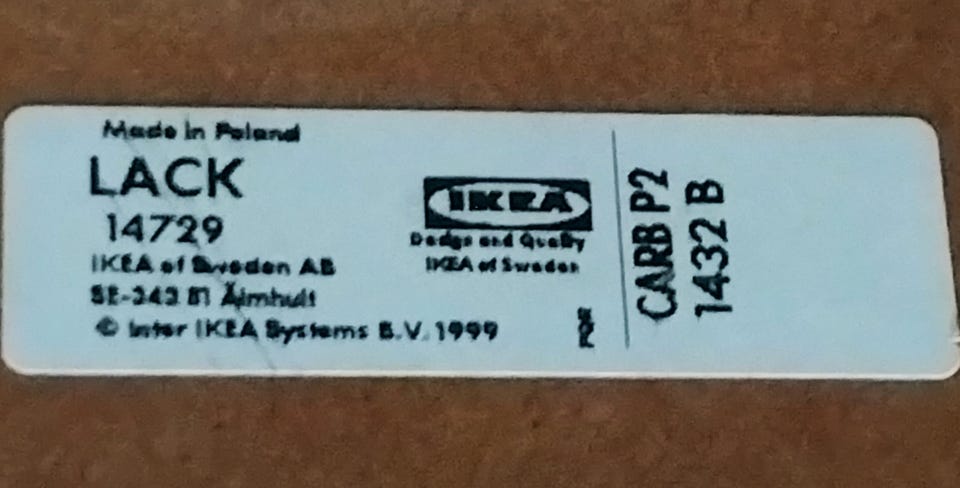 Made in Poland
LACK
14729
IKEA of Sweden AB
SE-343 81 Älmhult
© Inter IKEA Systems B.V. 1999
IKEA
Design and Quality
IKEA of Sweden
CARB P2
1432 B